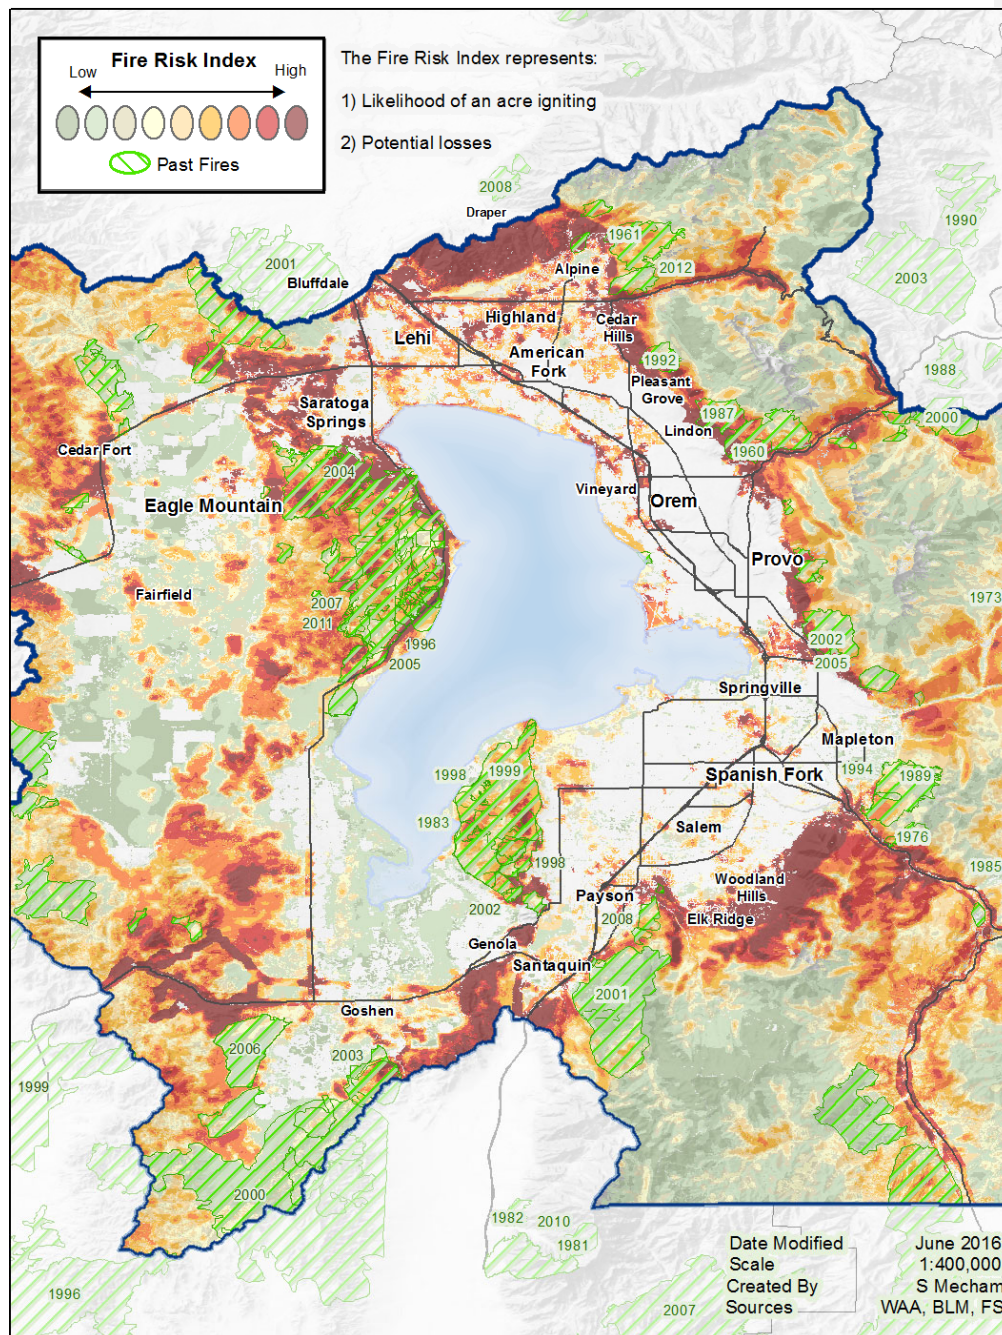 Fire Risk Index
Low
High
Past Fires
The Fire Risk Index represents:
1) Likelihood of an acre igniting
2) Potential losses
2008
Draper
1990
1961
2001
2012
2003
Alpine
Bluffdale
Highland
Cedar
Hills
Lehi
American
Fork
1992
1988
Pleasant
Grove
Saratoga
Springs
1987
2000
Lindon
Cedar Fort
1960
2004
Vineyard
Orem
Eagle Mountain
Provo
Fairfield
1973
2007
2011
2002
1996
2005
2005
Springville
Mapleton
1998
1999
Spanish Fork
1994
1989
1983
Salem
1976
1998
1985
Woodland
Hills
Payson
2002
2008
Elk Ridge
Genola
Santaquin
2001
Goshen
2006
2003
1999
2000
1982
2010
1981
1996
2007
Date Modified June 2016
Scale 1:400,000
Created By S Mecham
Sources WAA, BLM, FS